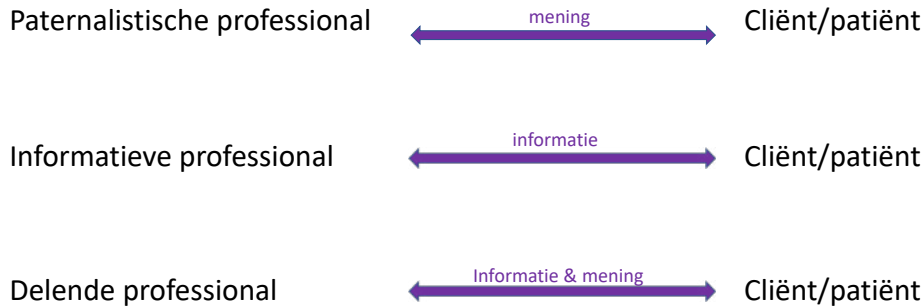 Paternalistische professional mening Cliënt/patiënt
Informatieve professional informatie Cliënt/patiënt
Delende professional Informatie & mening Cliënt/patiënt